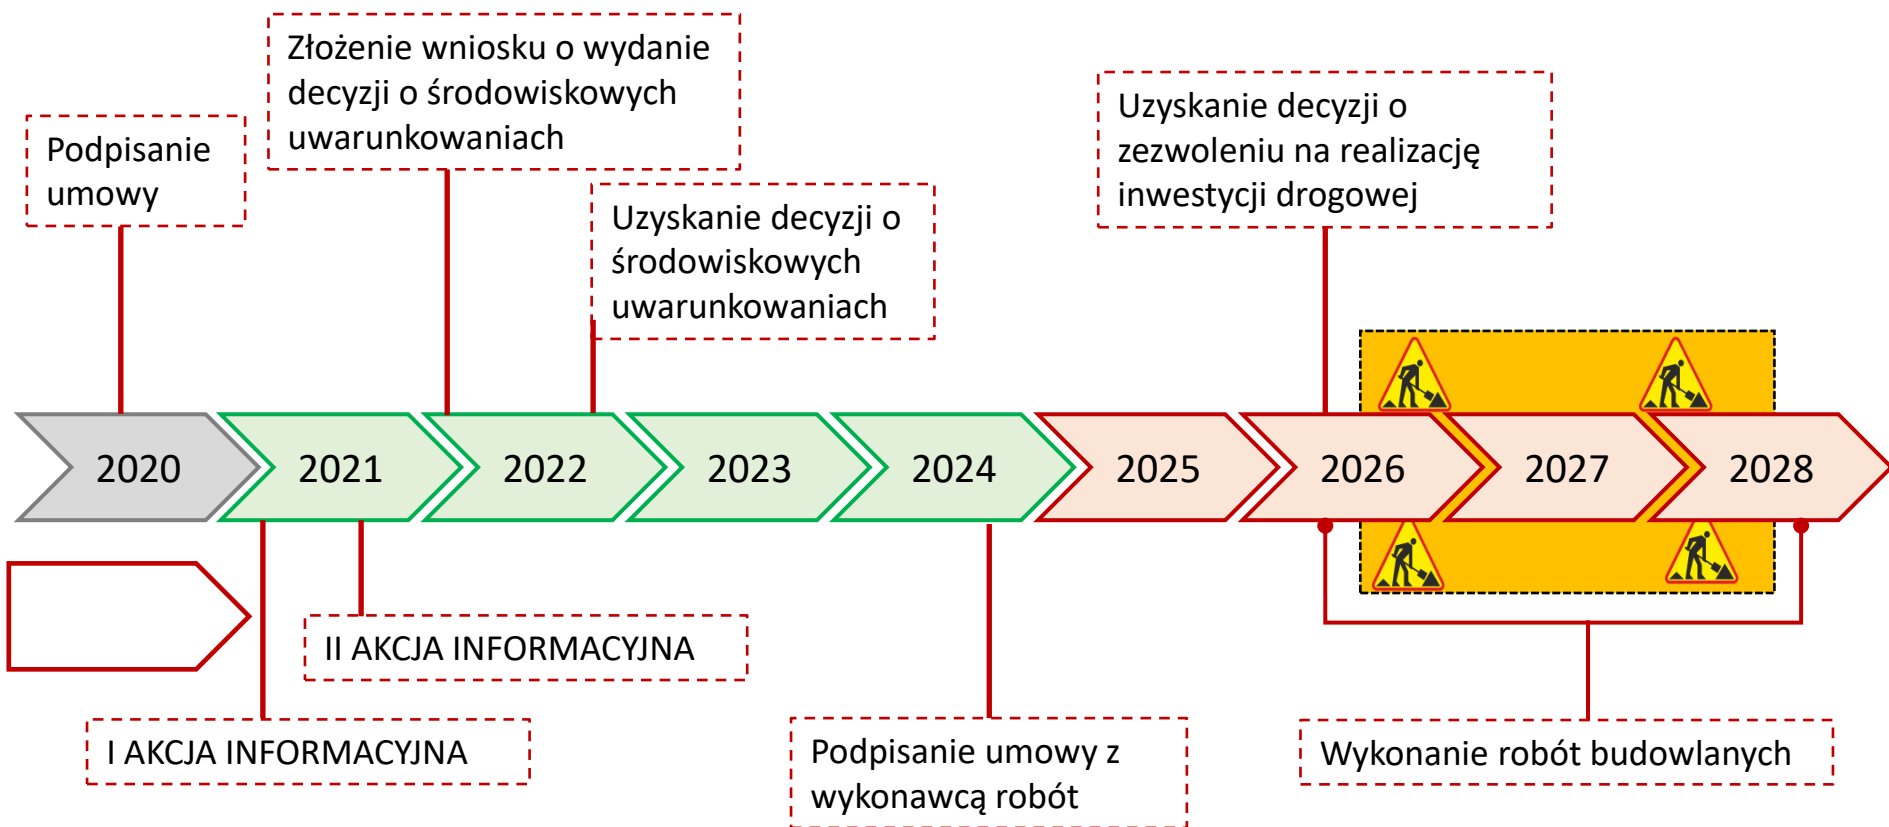 Złożenie wniosku o wydanie
decyzji o środowiskowych
uwarunkowaniach
Podpisanie
umowy
Uzyskanie decyzji o
środowiskowych
uwarunkowaniach
Uzyskanie decyzji o
zezwoleniu na realizację
inwestycji drogowej
2020
2021
2022
2023
2024
2025
2026
2027
2028
II AKCJA INFORMACYJNA
I AKCJA INFORMACYJNA
Podpisanie umowy z
wykonawcą robót
Wykonanie robót budowlanych